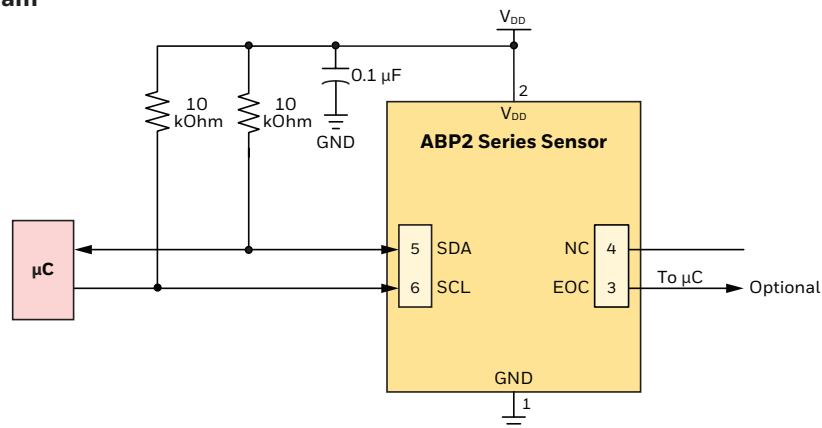 V_DD
0.1 µF
10
kOhm
10
kOhm
GND
2
V_DD
ABP2 Series Sensor
µC
5 SDA
6 SCL
NC 4
EOC 3
To µC
Optional
GND
1